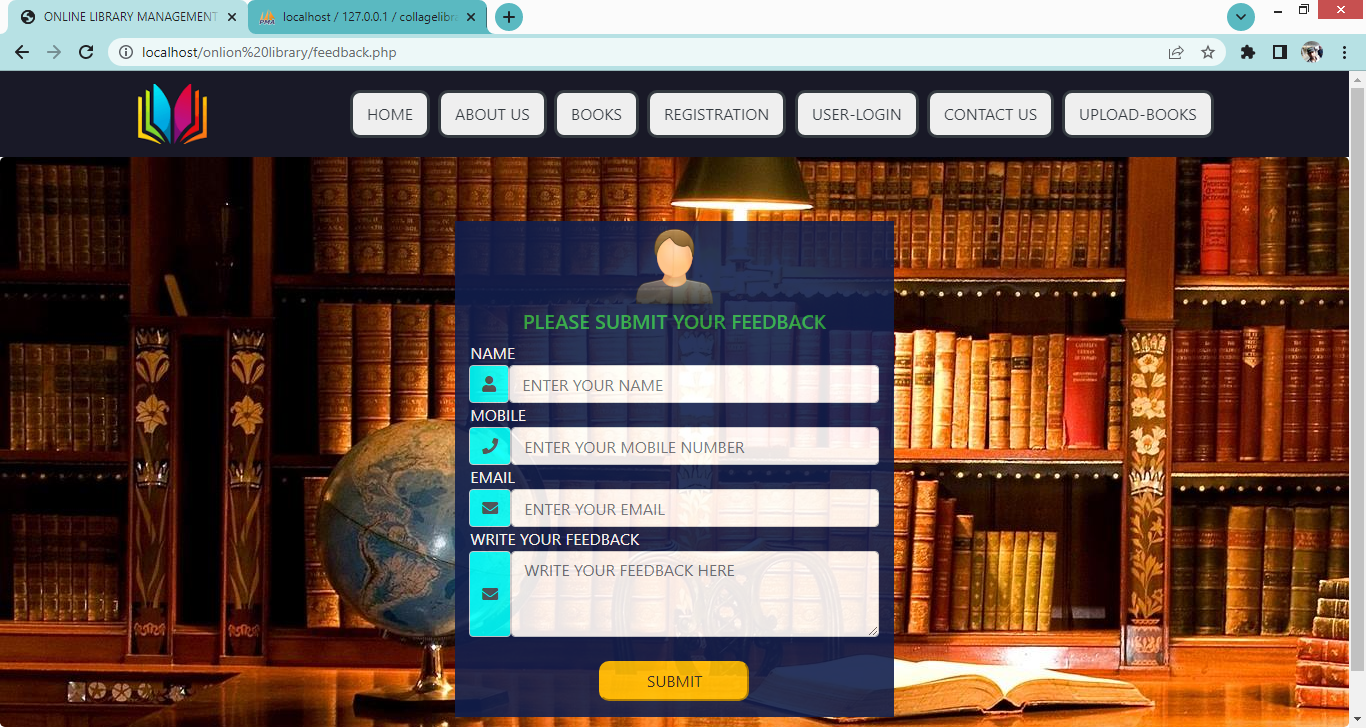 ONLINE LIBRARY MANAGEMENT
localhost / 127.0.0.1 / collagelibra
localhost/onlion%20library/feedback.php
HOME ABOUT US BOOKS REGISTRATION USER-LOGIN CONTACT US UPLOAD-BOOKS
PLEASE SUBMIT YOUR FEEDBACK
NAME
ENTER YOUR NAME
MOBILE
ENTER YOUR MOBILE NUMBER
EMAIL
ENTER YOUR EMAIL
WRITE YOUR FEEDBACK
WRITE YOUR FEEDBACK HERE
SUBMIT